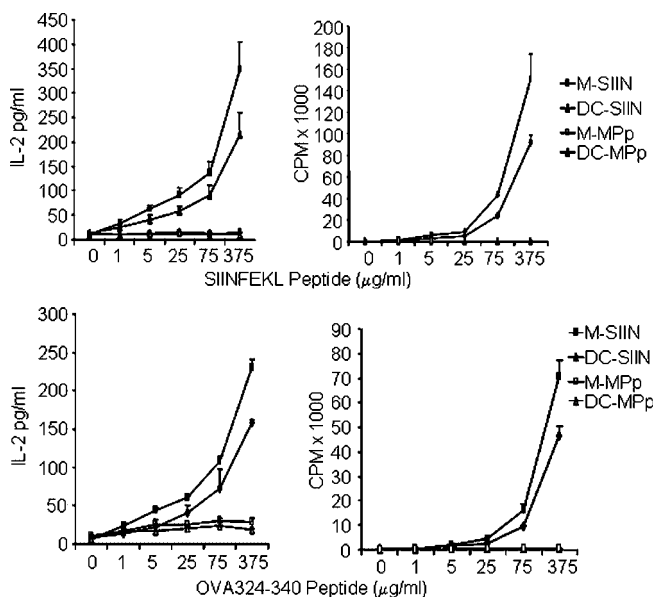 450
400
350
300
250
200
150
100
50
0
IL-2 pg/ml
0 1 5 25 75 375
200
180
160
140
120
100
80
60
40
20
0
CPM x 1000
0 1 5 25 75 375
M-SIIN
DC-SIIN
M-MPp
DC-MPp
SIINFEKL Peptide (µg/ml)
300
250
200
150
100
50
0
IL-2 pg/ml
0 1 5 25 75 375
90
80
70
60
50
40
30
20
10
0
CPM x 1000
0 1 5 25 75 375
M-SIIN
DC-SIIN
M-MPp
DC-MPp
OVA324-340 Peptide (µg/ml)